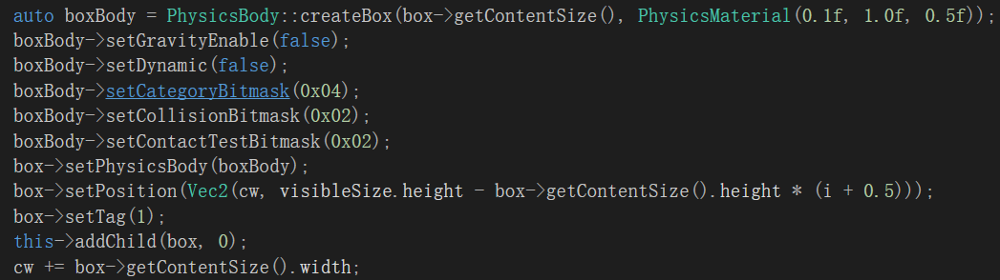 auto boxBody = PhysicsBody::createBox(box->getContentSize(), PhysicsMaterial(0.1f, 1.0f, 0.5f));
boxBody->setGravityEnable(false);
boxBody->setDynamic(false);
boxBody->setCategoryBitmask(0x04);
boxBody->setCollisionBitmask(0x02);
boxBody->setContactTestBitmask(0x02);
box->setPhysicsBody(boxBody);
box->setPosition(Vec2(cw, visibleSize.height - box->getContentSize().height * (i + 0.5)));
box->setTag(1);
this->addChild(box, 0);
cw += box->getContentSize().width;